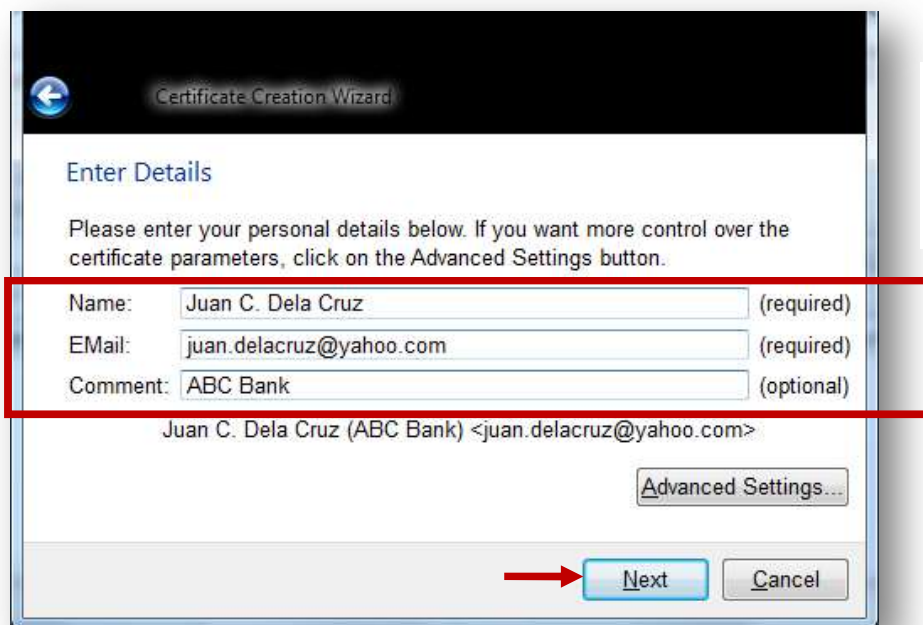 Certificate Creation Wizard
Enter Details
Please enter your personal details below. If you want more control over the
certificate parameters, click on the Advanced Settings button.
Name: Juan C. Dela Cruz (required)
EMail: juan.delacruz@yahoo.com (required)
Comment: ABC Bank (optional)
Juan C. Dela Cruz (ABC Bank) <juan.delacruz@yahoo.com>
Advanced Settings...
Next Cancel